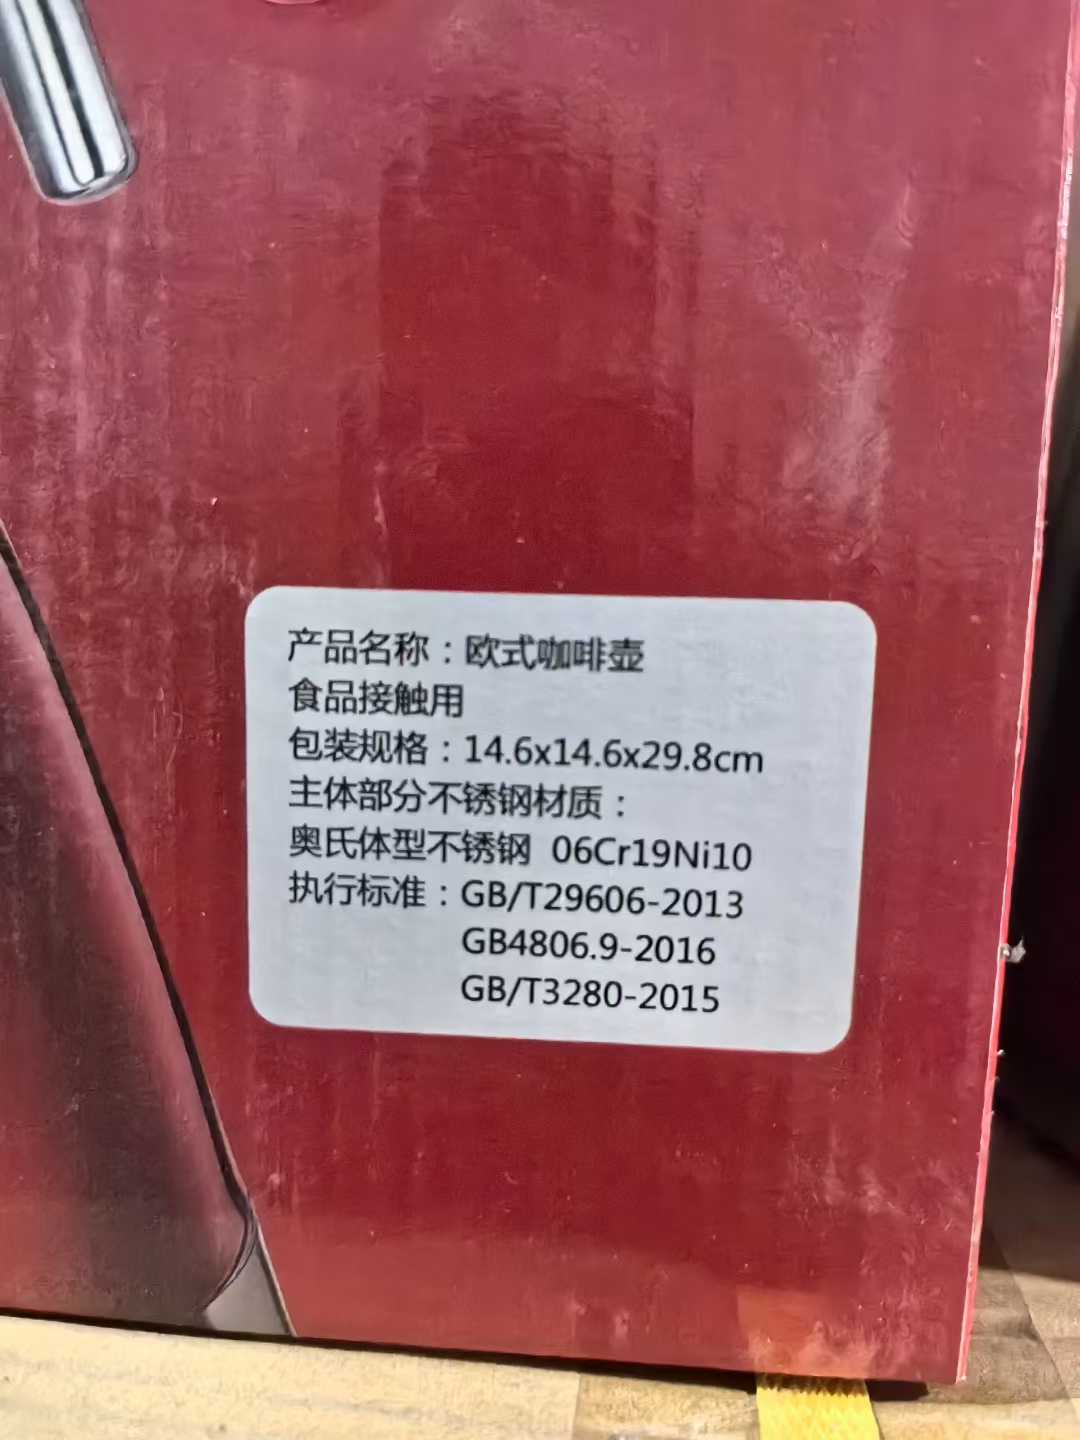 产品名称：欧式咖啡壶
食品接触用
包装规格：14.6x14.6x29.8cm
主体部分不锈钢材质：
奥氏体型不锈钢 06Cr19Ni10
执行标准：GB/T29606-2013
GB4806.9-2016
GB/T3280-2015